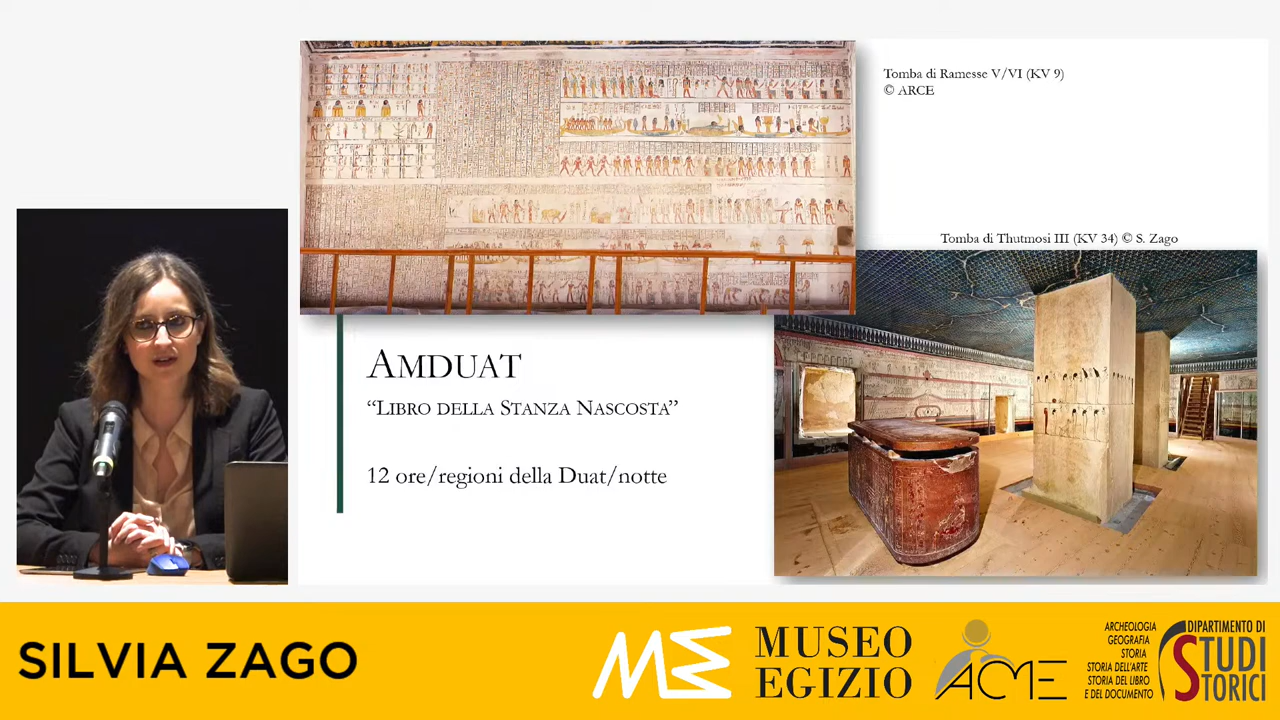 Tomba di Ramesse V/VI (KV 9)
© ARCE
Tomba di Thutmosi III (KV 34) © S. Zago
AMDUAT
“LIBRO DELLA STANZA NASCOSTA”
12 ore/regioni della Duat/notte
SILVIA ZAGO
ME
MUSEO
EGIZIO
ACME
ARCHEOLOGIA
GEOGRAFIA
STORIA
STORIA DELL'ARTE
STORIA DEL LIBRO
E DEL DOCUMENTO
DIPARTIMENTO DI
STUDI
STORICI